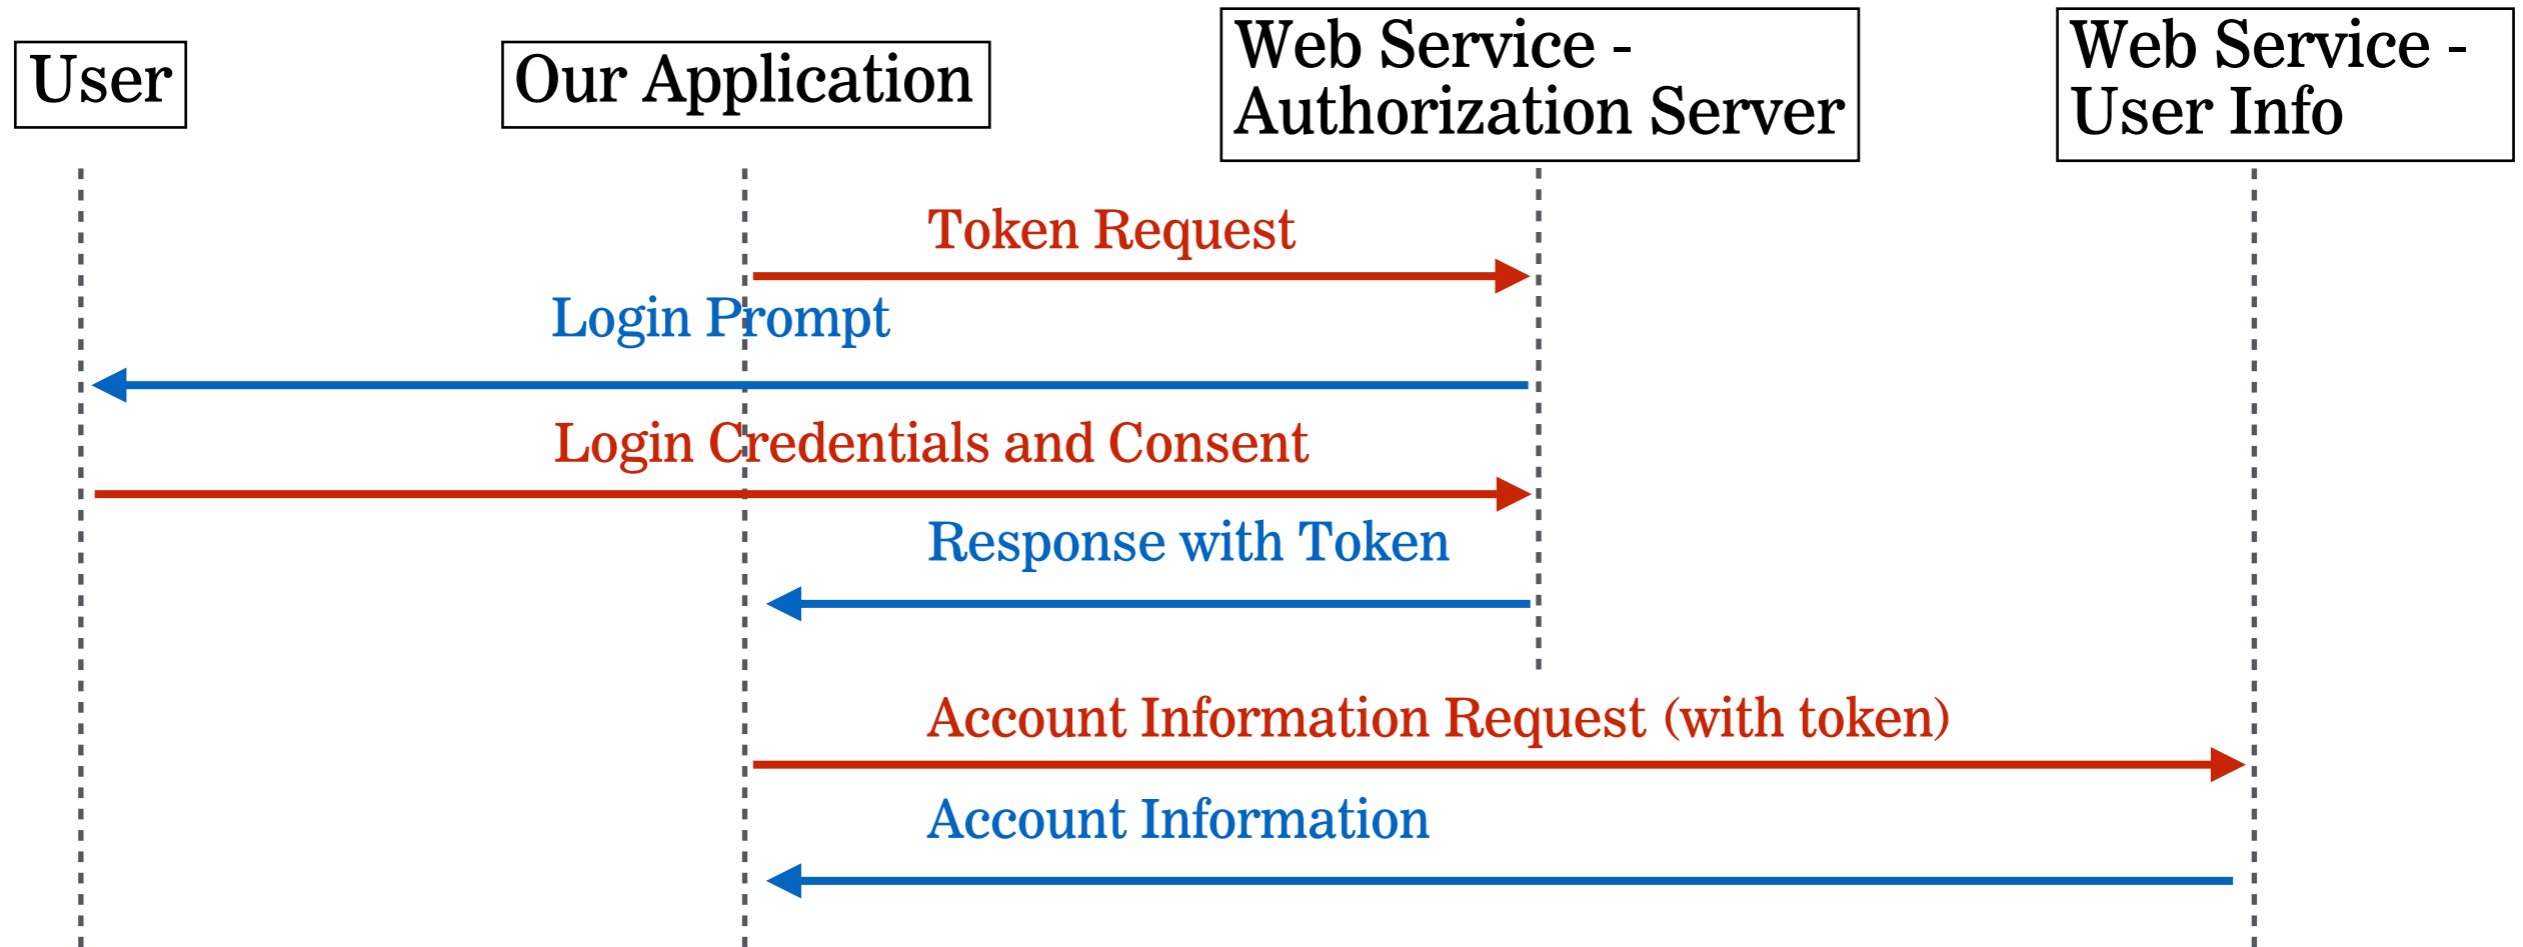 User
Our Application
Web Service -
Authorization Server
Web Service -
User Info
Token Request
Login Prompt
Login Credentials and Consent
Response with Token
Account Information Request (with token)
Account Information